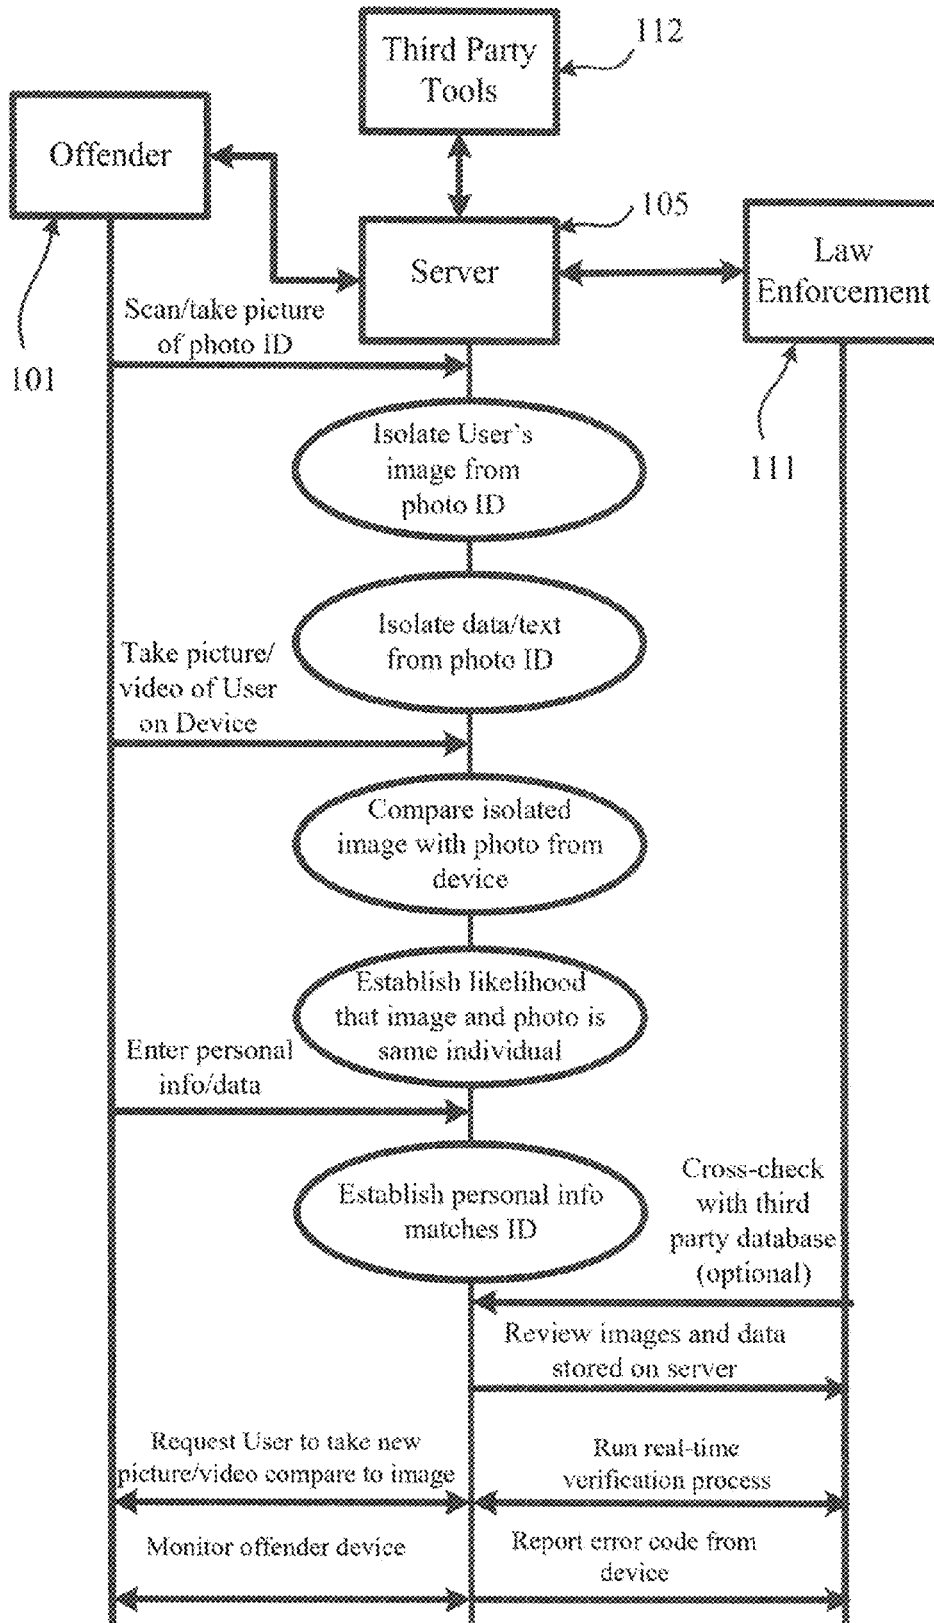 112
Third Party
Tools
Offender
105
Server
Law
Enforcement
101
111
Scan/take picture
of photo ID
Isolate User's
image from
photo ID
Isolate data/text
from photo ID
Take picture/
video of User
on Device
Compare isolated
image with photo from
device
Establish likelihood
that image and photo is
same individual
Enter personal
info/data
Establish personal info
matches ID
Cross-check
with third
party database
(optional)
Review images and data
stored on server
Request User to take new
picture/video compare to image
Run real-time
verification process
Monitor offender device
Report error code from
device